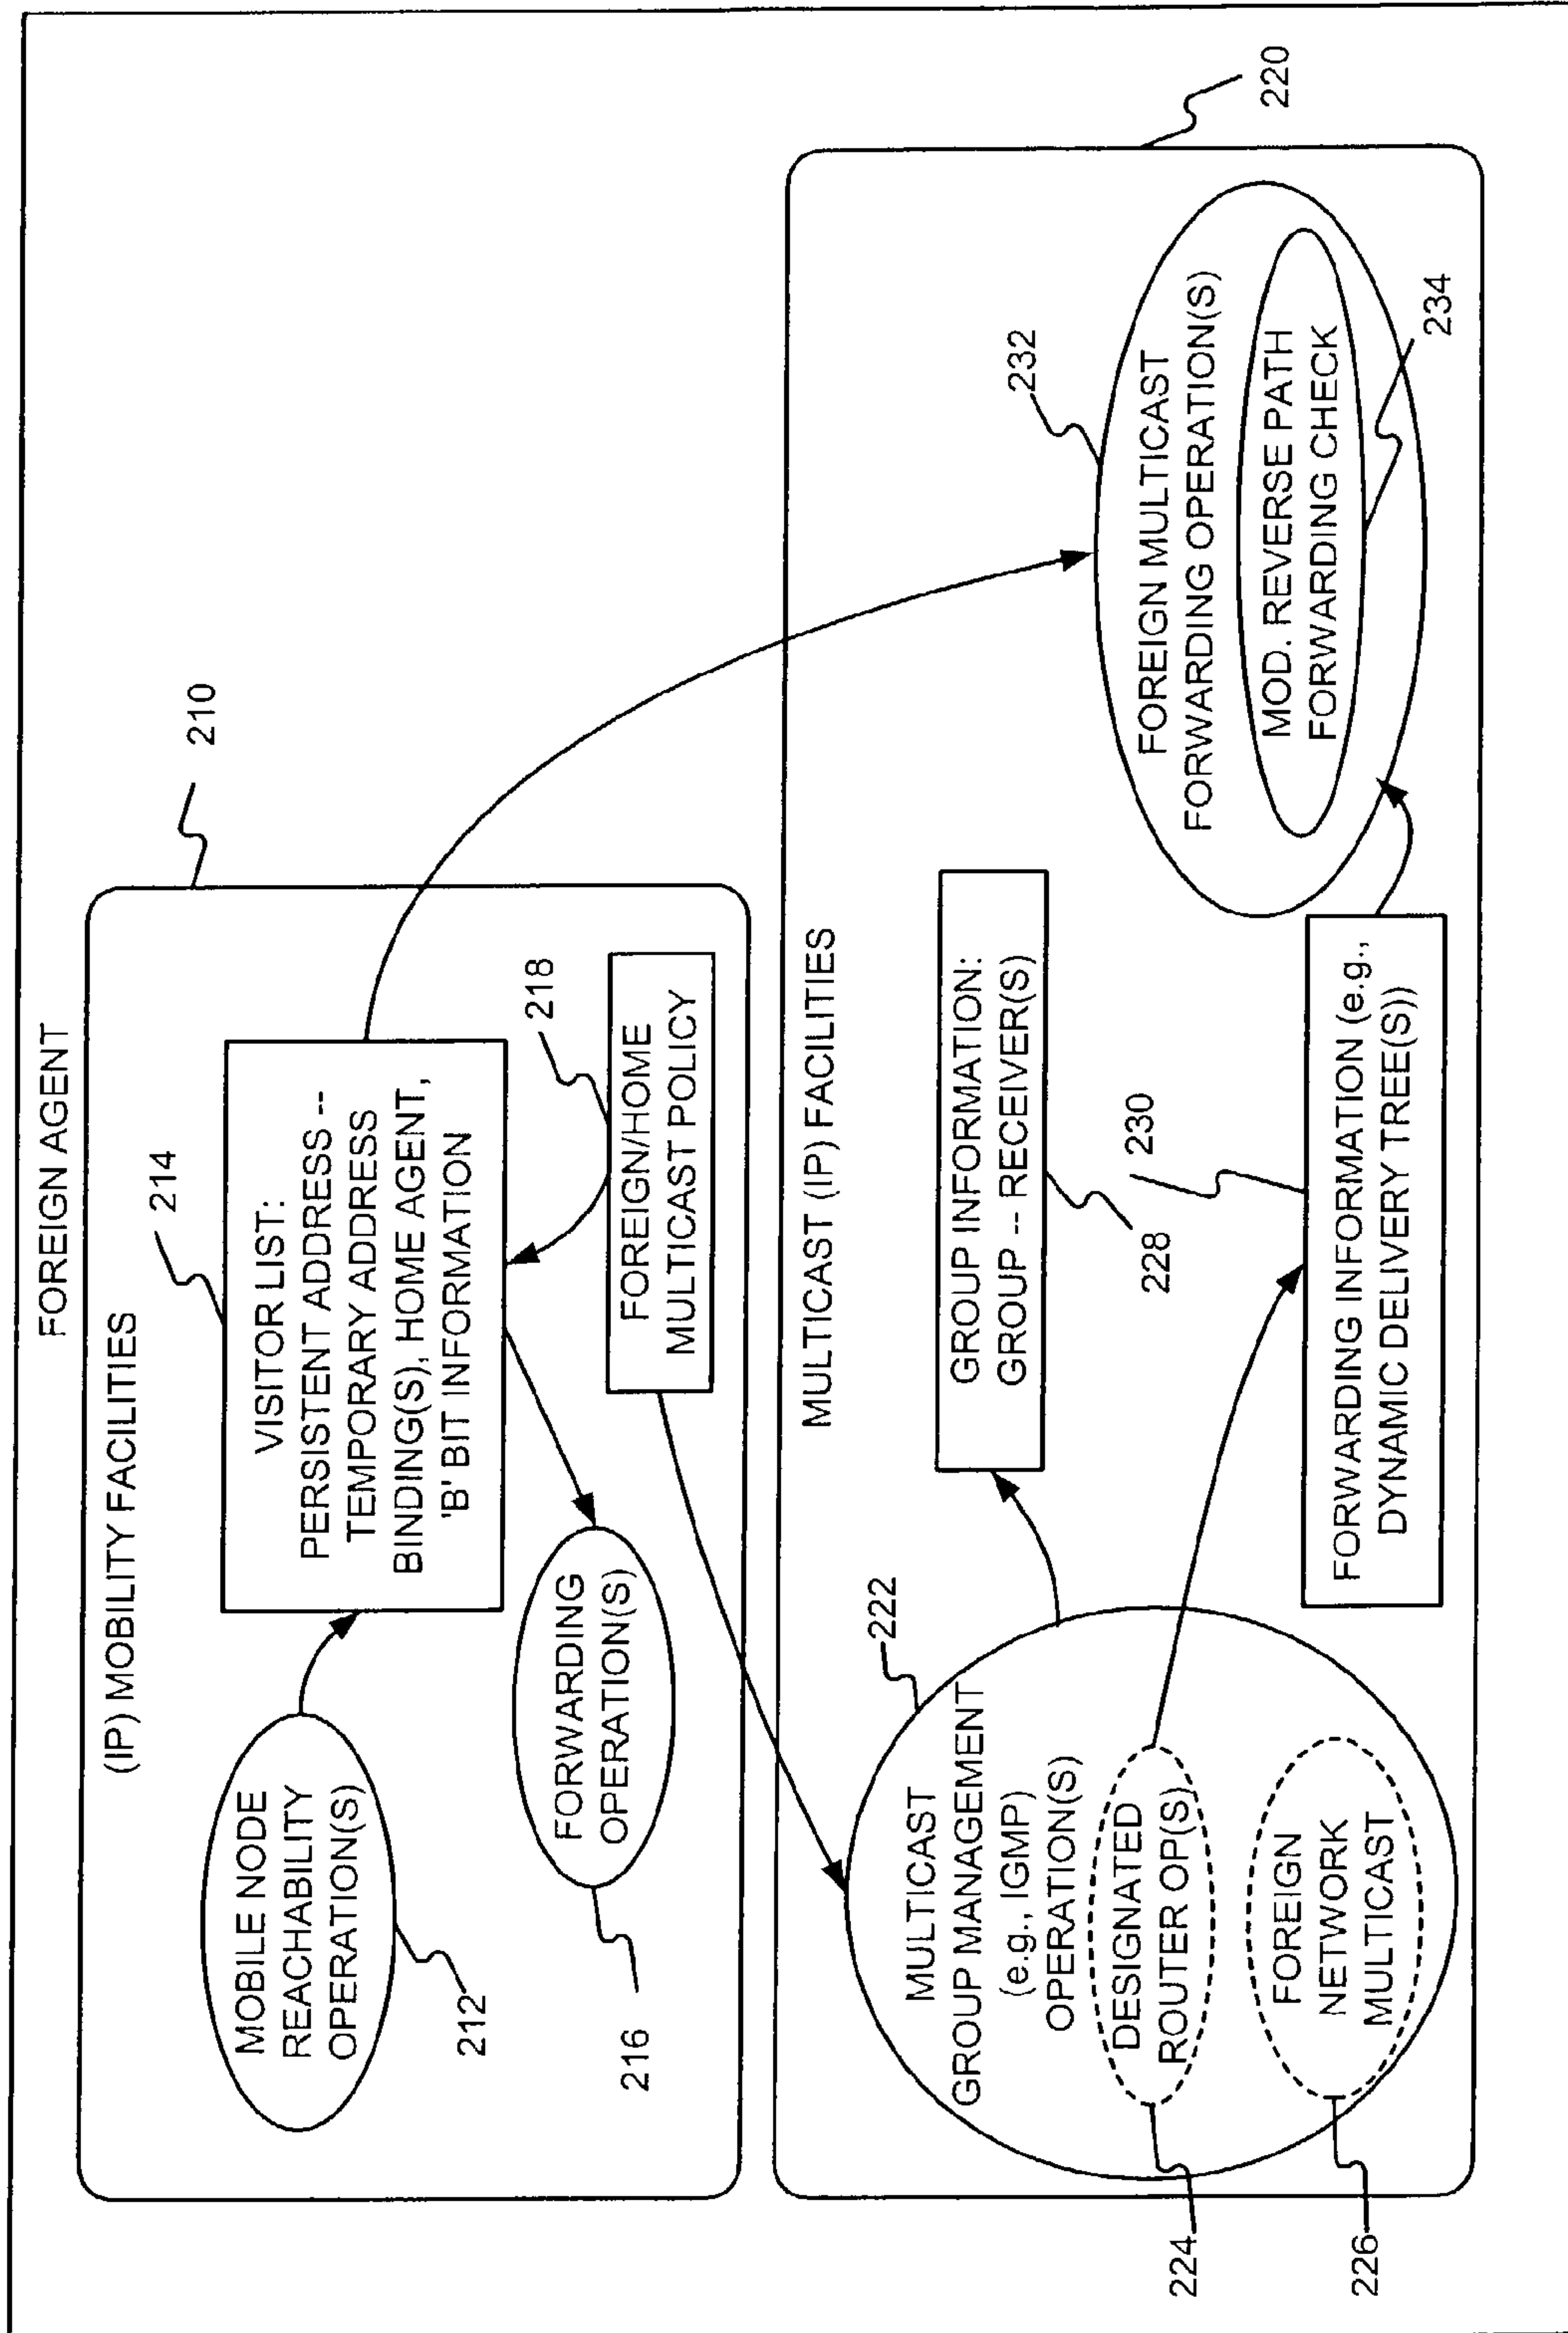 FOREIGN AGENT
(IP) MOBILITY FACILITIES
210
MOBILE NODE
REACHABILITY
OPERATION(S)
212
214
VISITOR LIST:
PERSISTENT ADDRESS --
TEMPORARY ADDRESS
BINDING(S), HOME AGENT,
'B' BIT INFORMATION
FORWARDING
OPERATION(S)
216
218
FOREIGN/HOME
MULTICAST POLICY
MULTICAST (IP) FACILITIES
220
222
MULTICAST
GROUP MANAGEMENT
(e.g., IGMP)
OPERATION(S)
DESIGNATED
ROUTER OP(S)
224
FOREIGN
NETWORK
MULTICAST
226
GROUP INFORMATION:
GROUP -- RECEIVER(S)
228
230
FORWARDING INFORMATION (e.g.,
DYNAMIC DELIVERY TREE(S))
232
FOREIGN MULTICAST
FORWARDING OPERATION(S)
MOD. REVERSE PATH
FORWARDING CHECK
234